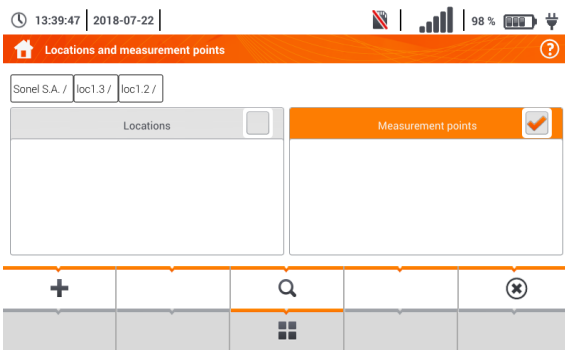 13:39:47 2018-07-22 98 %
Locations and measurement points ?
Sonel S.A. / loc1.3 / loc1.2 /
Locations Measurement points